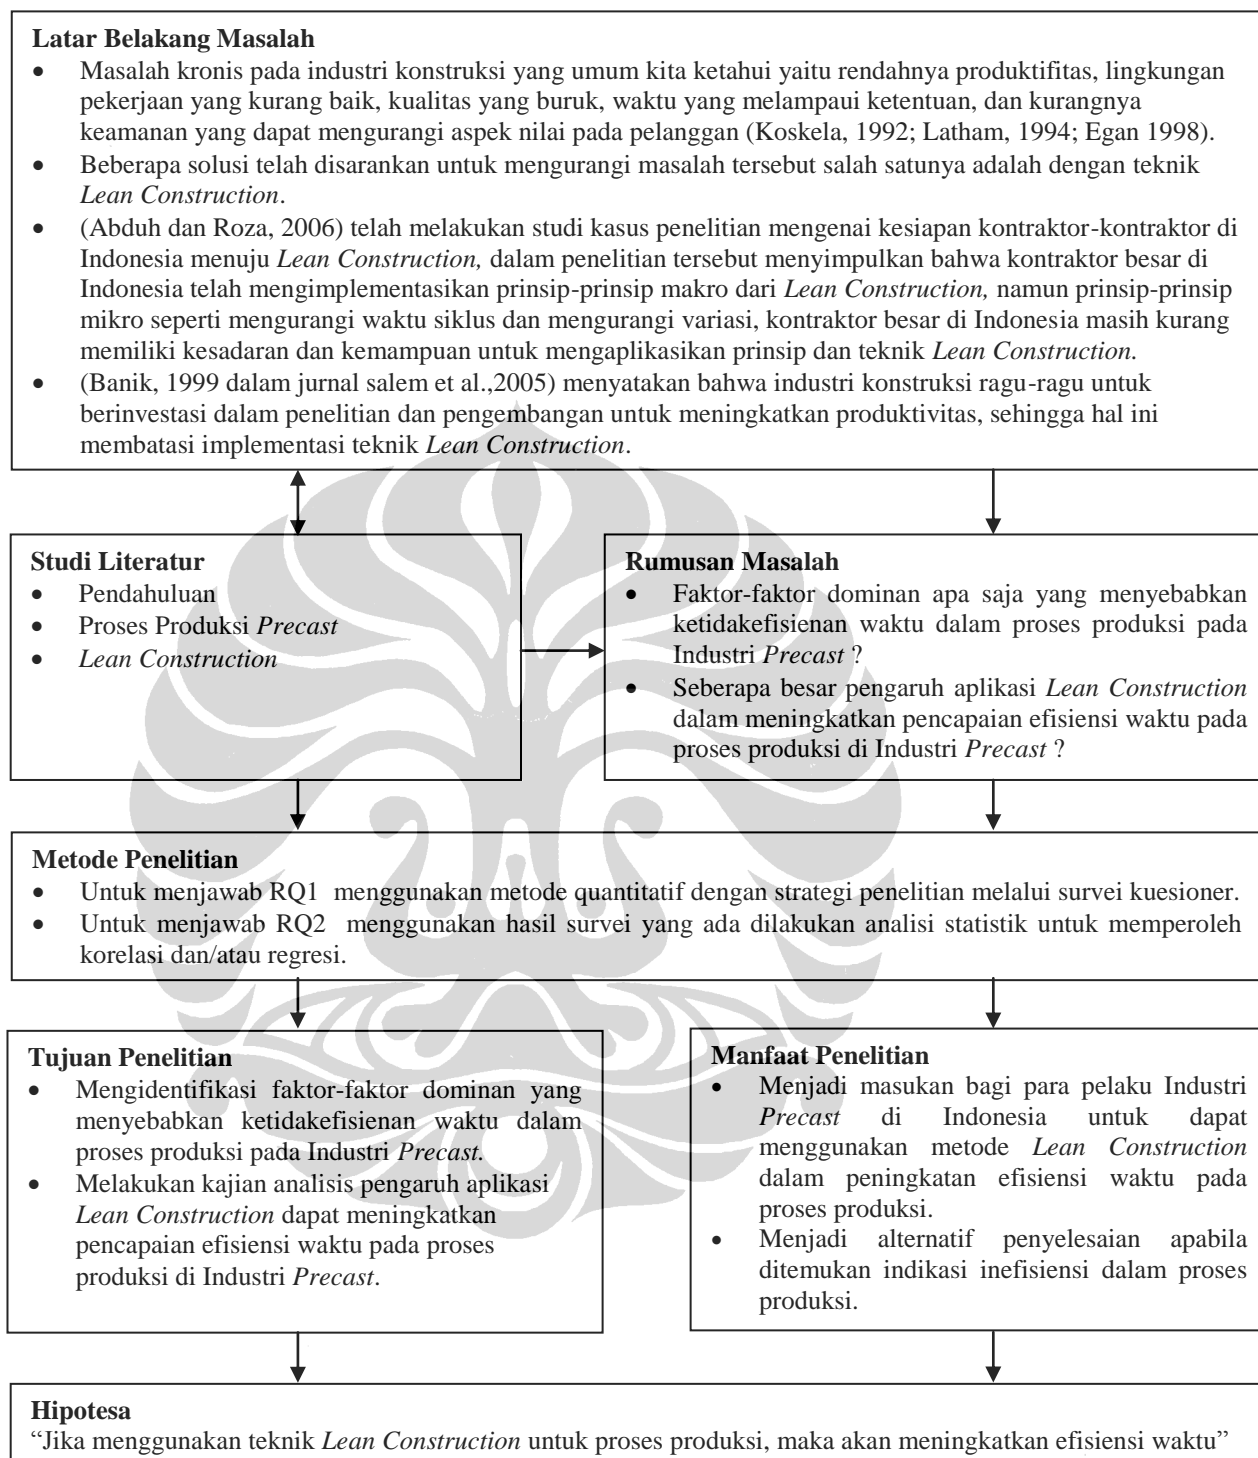 Latar Belakang Masalah
• Masalah kronis pada industri konstruksi yang umum kita ketahui yaitu rendahnya produktifitas, lingkungan
pekerjaan yang kurang baik, kualitas yang buruk, waktu yang melampaui ketentuan, dan kurangnya
keamanan yang dapat mengurangi aspek nilai pada pelanggan (Koskela, 1992; Latham, 1994; Egan 1998).
• Beberapa solusi telah disarankan untuk mengurangi masalah tersebut salah satunya adalah dengan teknik
Lean Construction.
• (Abduh dan Roza, 2006) telah melakukan studi kasus penelitian mengenai kesiapan kontraktor-kontraktor di
Indonesia menuju Lean Construction, dalam penelitian tersebut menyimpulkan bahwa kontraktor besar di
Indonesia telah mengimplementasikan prinsip-prinsip makro dari Lean Construction, namun prinsip-prinsip
mikro seperti mengurangi waktu siklus dan mengurangi variasi, kontraktor besar di Indonesia masih kurang
memiliki kesadaran dan kemampuan untuk mengaplikasikan prinsip dan teknik Lean Construction.
• (Banik, 1999 dalam jurnal salem et al.,2005) menyatakan bahwa industri konstruksi ragu-ragu untuk
berinvestasi dalam penelitian dan pengembangan untuk meningkatkan produktivitas, sehingga hal ini
membatasi implementasi teknik Lean Construction.
Studi Literatur
• Pendahuluan
• Proses Produksi Precast
• Lean Construction
Rumusan Masalah
• Faktor-faktor dominan apa saja yang menyebabkan
ketidakefisienan waktu dalam proses produksi pada
Industri Precast ?
• Seberapa besar pengaruh aplikasi Lean Construction
dalam meningkatkan pencapaian efisiensi waktu pada
proses produksi di Industri Precast ?
Metode Penelitian
• Untuk menjawab RQ1 menggunakan metode quantitatif dengan strategi penelitian melalui survei kuesioner.
• Untuk menjawab RQ2 menggunakan hasil survei yang ada dilakukan analisi statistik untuk memperoleh
korelasi dan/atau regresi.
Tujuan Penelitian
• Mengidentifikasi faktor-faktor dominan yang
menyebabkan ketidakefisienan waktu dalam
proses produksi pada Industri Precast.
• Melakukan kajian analisis pengaruh aplikasi
Lean Construction dapat meningkatkan
pencapaian efisiensi waktu pada proses
produksi di Industri Precast.
Manfaat Penelitian
• Menjadi masukan bagi para pelaku Industri
Precast di Indonesia untuk dapat
menggunakan metode Lean Construction
dalam peningkatan efisiensi waktu pada
proses produksi.
• Menjadi alternatif penyelesaian apabila
ditemukan indikasi inefisiensi dalam proses
produksi.
Hipotesa
“Jika menggunakan teknik Lean Construction untuk proses produksi, maka akan meningkatkan efisiensi waktu”